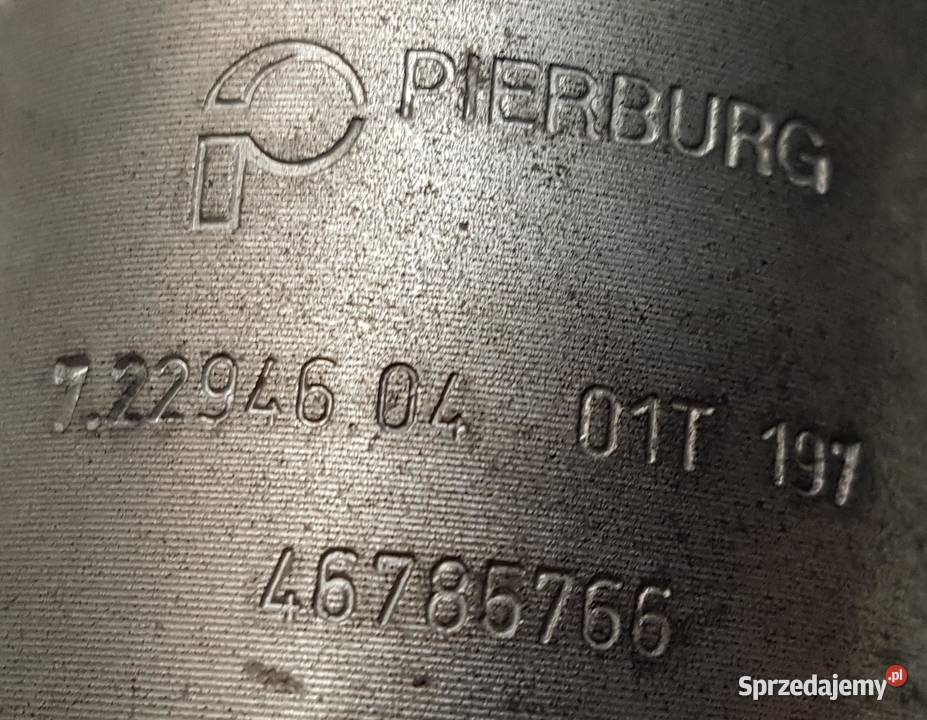 PIERBURG
7.22946.04 01T 197
46785766
Sprzedajemy.pl